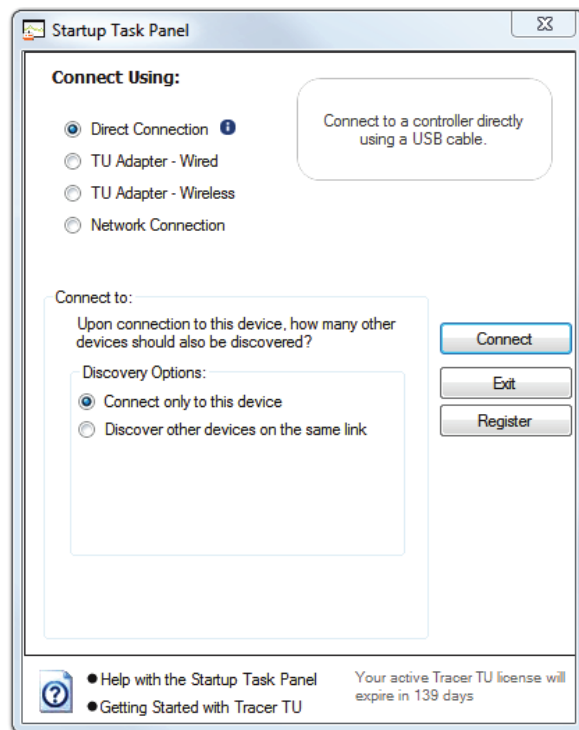 Startup Task Panel
Connect Using:
Direct Connection
TU Adapter - Wired
TU Adapter - Wireless
Network Connection
Connect to a controller directly
using a USB cable.
Connect to:
Upon connection to this device, how many other
devices should also be discovered?
Discovery Options:
Connect only to this device
Discover other devices on the same link
Connect
Exit
Register
Help with the Startup Task Panel
Getting Started with Tracer TU
Your active Tracer TU license will
expire in 139 days